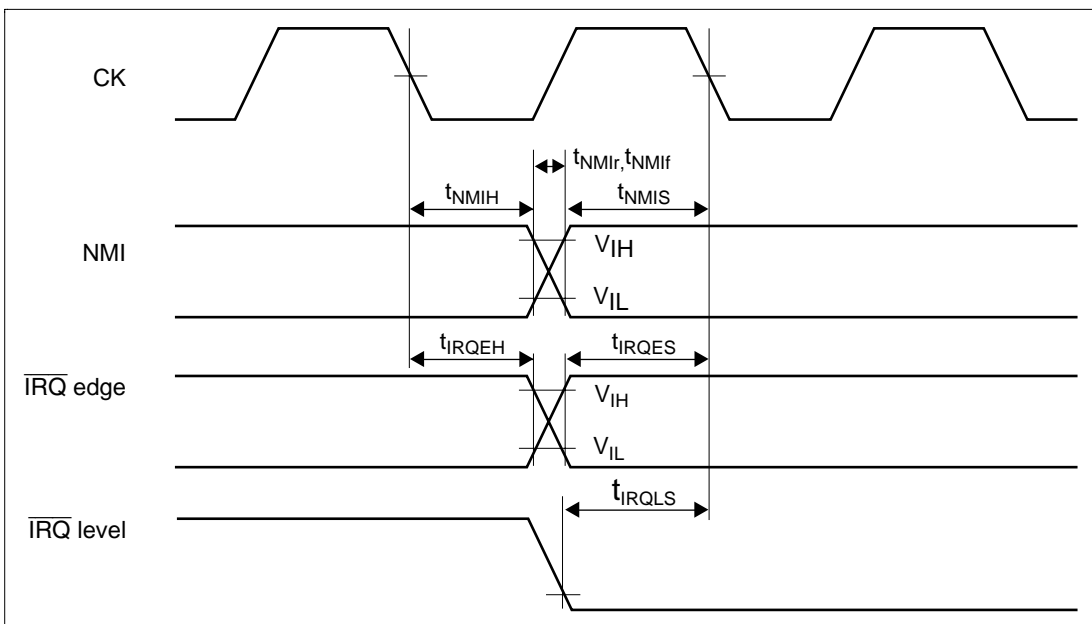 CK
tNMIr,tNMIf
tNMIH
tNMIS
NMI
VIH
VIL
tIRQEH
tIRQES
IRQ edge
VIH
VIL
tIRQLS
IRQ level